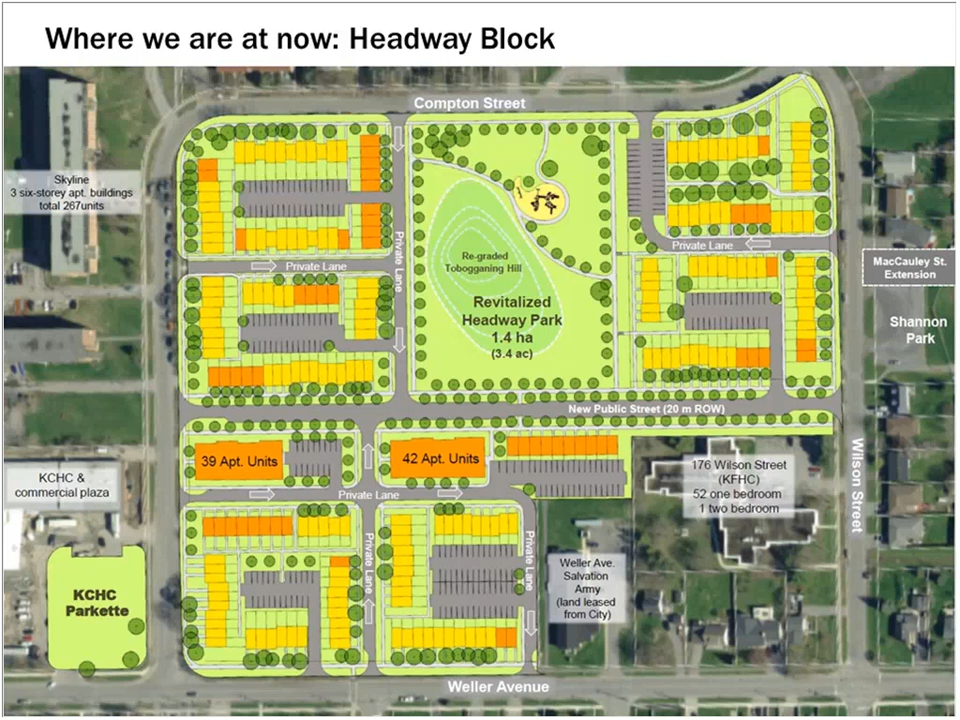 Where we are at now: Headway Block
Compton Street
Skyline
3 six-storey apt. buildings
total 267units
Private Lane
Private Lane
Private Lane
MacCauley St.
Extension
Re-graded
Tobogganing Hill
Revitalized
Headway Park
1.4 ha
(3.4 ac)
Shannon
Park
New Public Street (20 m ROW)
39 Apt. Units
42 Apt. Units
176 Wilson Street
(KFHC)
52 one bedroom
1 two bedroom
Wilson Street
KCHC &
commercial plaza
Private Lane
Private Lane
Private Lane
Weller Ave.
Salvation
Army
(land leased
from City)
KCHC
Parkette
Weller Avenue